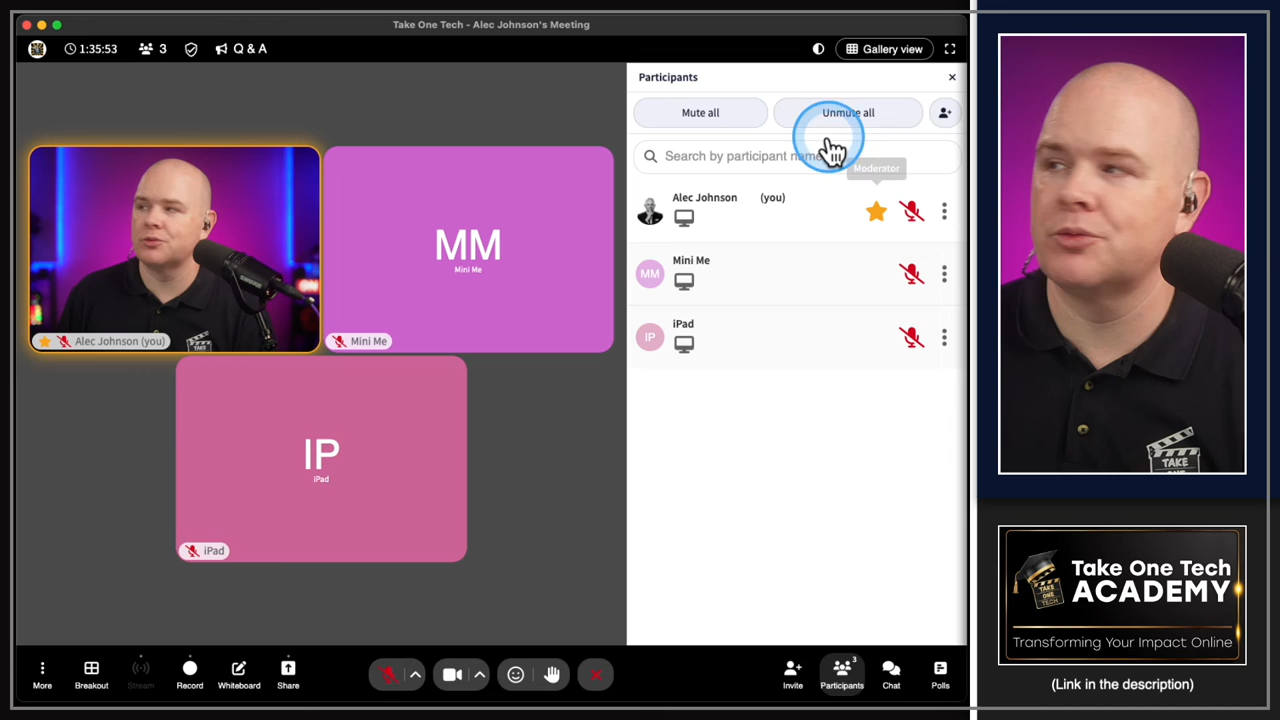 Take One Tech - Alec Johnson's Meeting
1:35:53
3
Q & A
Gallery view
Participants
Mute all
Unmute all
Search by participant name
Moderator
Alec Johnson (you)
Mini Me
MM
iPad
IP
MM
Mini Me
Alec Johnson (you)
Mini Me
IP
iPad
iPad
TAKE
TAKE
Take One Tech
ACADEMY
Transforming Your Impact Online
(Link in the description)
More
Breakout
Stream
Record
Whiteboard
Share
Invite
3
Participants
Chat
Polls